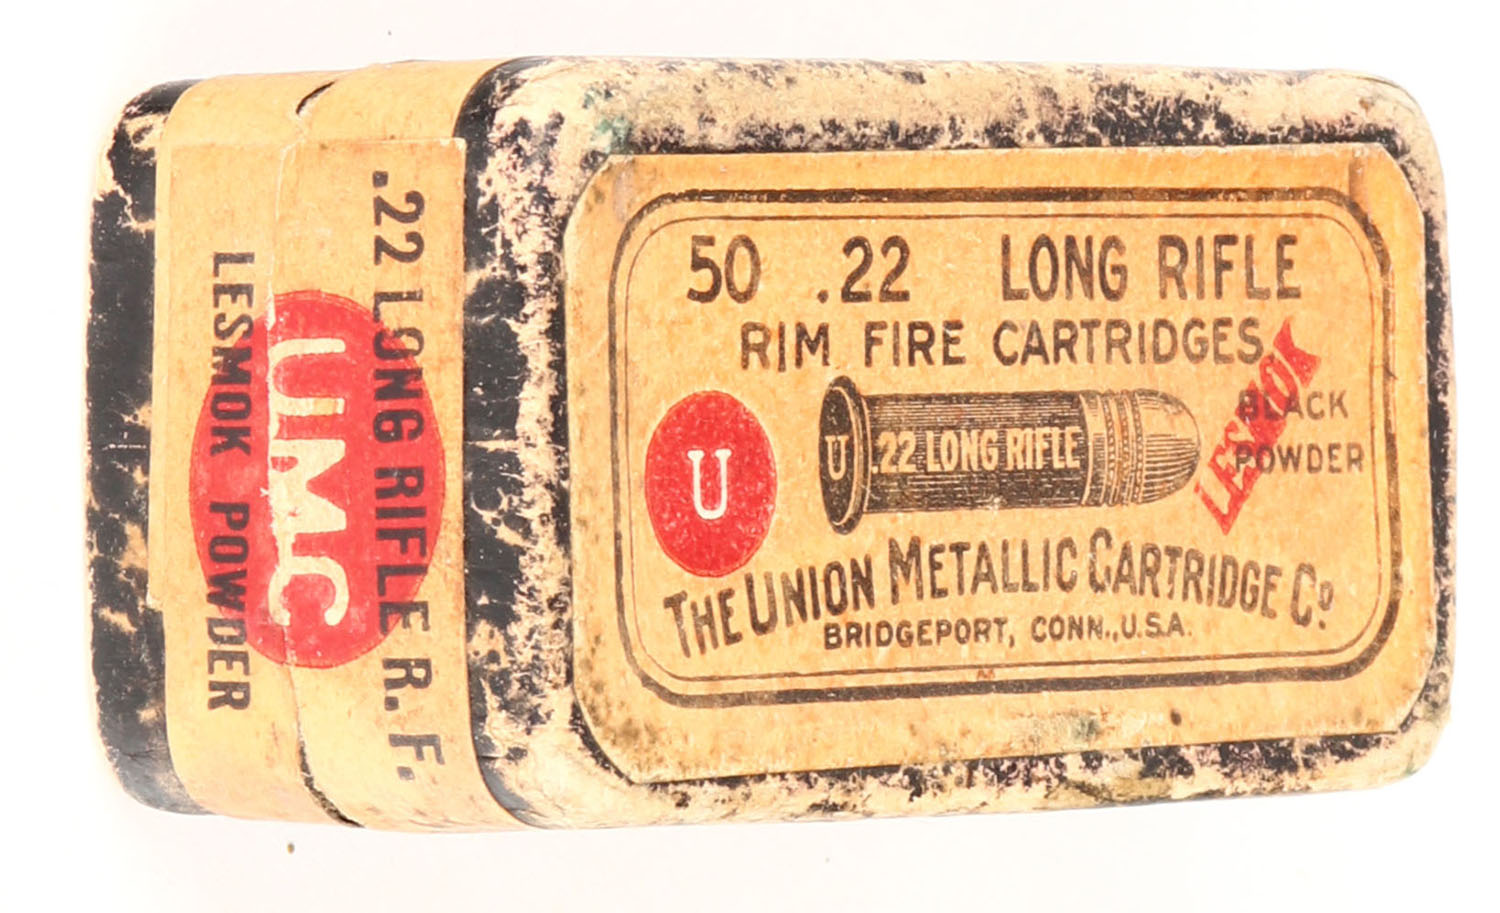 50 .22 LONG RIFLE
RIM FIRE CARTRIDGES
U
U .22 LONG RIFLE
BLACK
POWDER
LESMOK
THE UNION METALLIC CARTRIDGE CO
BRIDGEPORT, CONN., U.S.A.
.22 LONG RIFLE R. F.
UMC
LESMOK POWDER